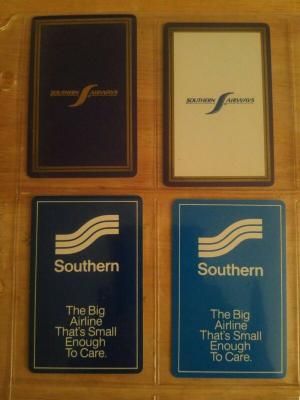 SOUTHERN AIRWAYS
SOUTHERN AIRWAYS
Southern
The Big
Airline
That's Small
Enough
To Care.
Southern
The Big
Airline
That's Small
Enough
To Care.